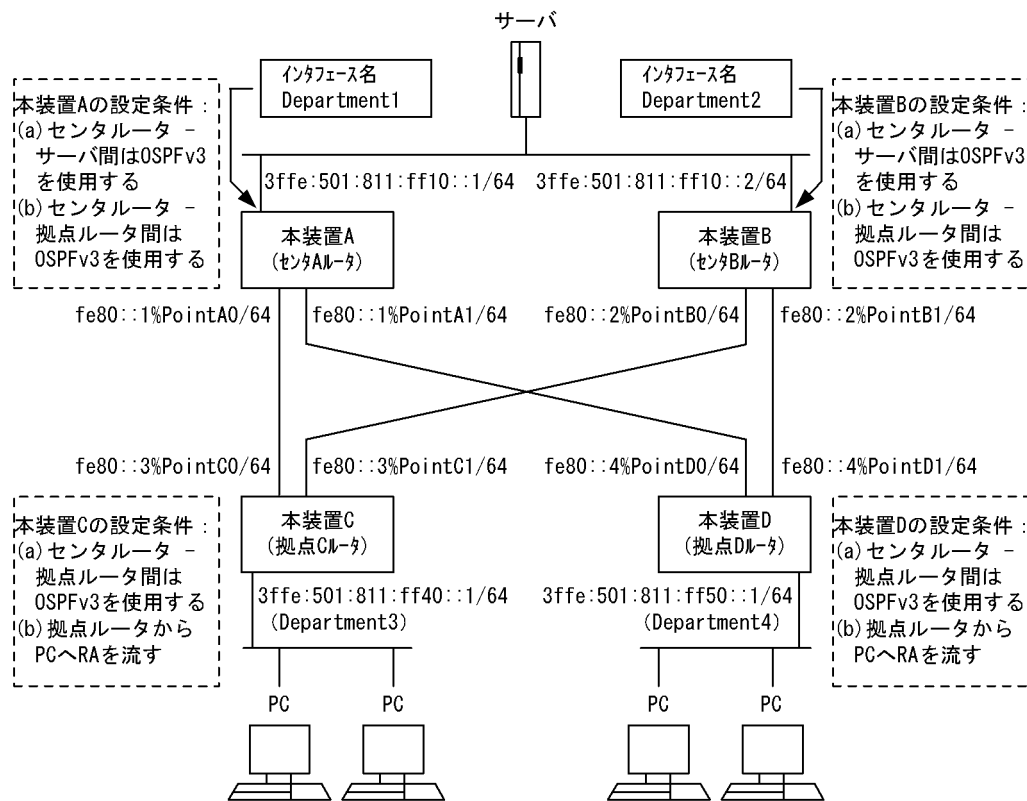 サーバ
インタフェース名
Department1
インタフェース名
Department2
本装置Aの設定条件：
(a)センタルータ －
サーバ間はOSPFv3
を使用する
(b)センタルータ －
拠点ルータ間は
OSPFv3を使用する
本装置Bの設定条件：
(a)センタルータ －
サーバ間はOSPFv3
を使用する
(b)センタルータ －
拠点ルータ間は
OSPFv3を使用する
3ffe:501:811:ff10::1/64
3ffe:501:811:ff10::2/64
本装置A
(センタAルータ)
本装置B
(センタBルータ)
fe80::1%PointA0/64
fe80::1%PointA1/64
fe80::2%PointB0/64
fe80::2%PointB1/64
fe80::3%PointC0/64
fe80::3%PointC1/64
fe80::4%PointD0/64
fe80::4%PointD1/64
本装置Cの設定条件：
(a)センタルータ －
拠点ルータ間は
OSPFv3を使用する
(b)拠点ルータから
PCへRAを流す
本装置C
(拠点Cルータ)
本装置D
(拠点Dルータ)
本装置Dの設定条件：
(a)センタルータ －
拠点ルータ間は
OSPFv3を使用する
(b)拠点ルータから
PCへRAを流す
3ffe:501:811:ff40::1/64
(Department3)
3ffe:501:811:ff50::1/64
(Department4)
PC
PC
PC
PC